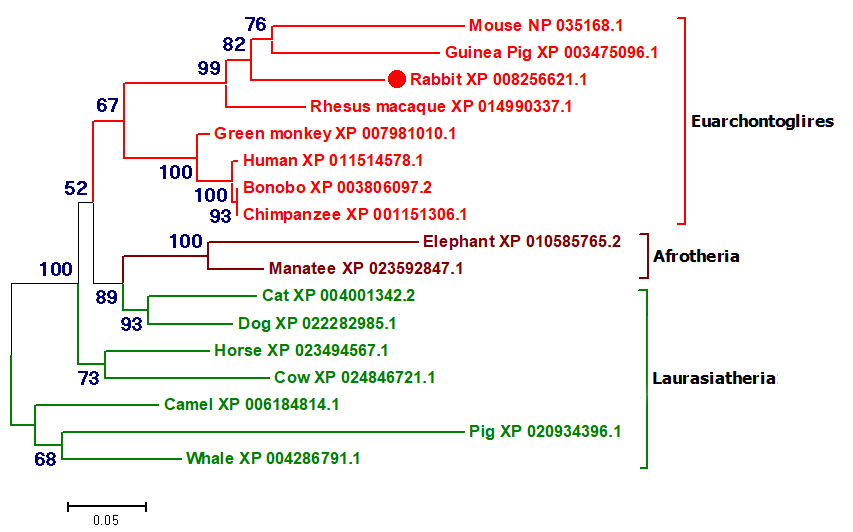 76
Mouse NP 035168.1
82
Guinea Pig XP 003475096.1
99
Rabbit XP 008256621.1
67
Rhesus macaque XP 014990337.1
Euarchontoglires
Green monkey XP 007981010.1
100
Human XP 011514578.1
52
100
Bonobo XP 003806097.2
93
Chimpanzee XP 001151306.1
100
Elephant XP 010585765.2
Afrotheria
100
Manatee XP 023592847.1
89
Cat XP 004001342.2
93
Dog XP 022282985.1
Horse XP 023494567.1
73
Cow XP 024846721.1
Laurasiatheria
Camel XP 006184814.1
Pig XP 020934396.1
68
Whale XP 004286791.1
0.05